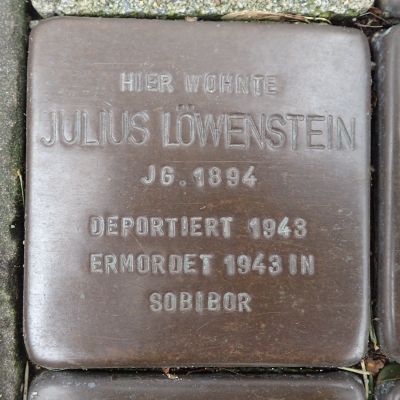 HIER WOHNTE
JULIUS LÖWENSTEIN
JG. 1894
DEPORTIERT 1943
ERMORDET 1943 IN
SOBIBOR